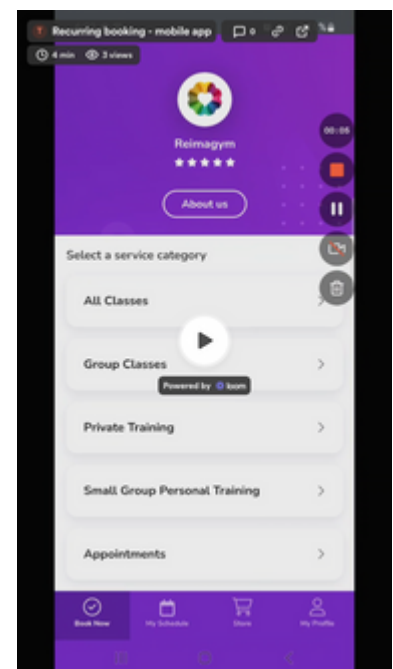 Recurring booking - mobile app
0
4 min 3 views
Reimagym
00:05
About us
Select a service category
All Classes
Group Classes
Powered by loom
Private Training
Small Group Personal Training
Appointments
Book Now My Schedule Store My Profile